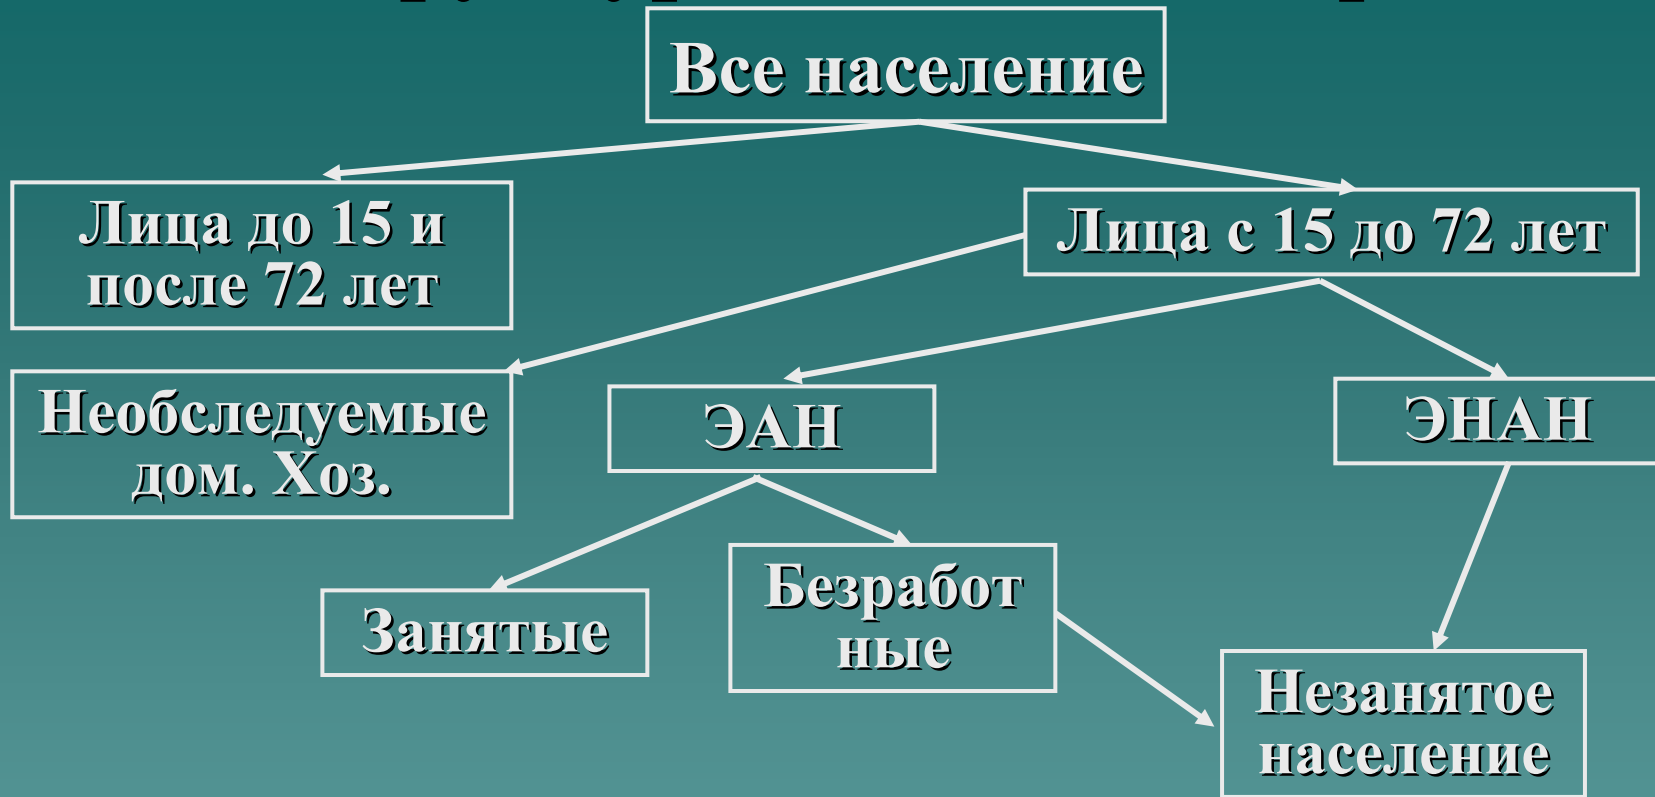 Все население
Лица до 15 и
после 72 лет
Лица с 15 до 72 лет
Необследуемые
дом. Хоз.
ЭАН
ЭНАН
Занятые
Безработ
ные
Незанятое
население